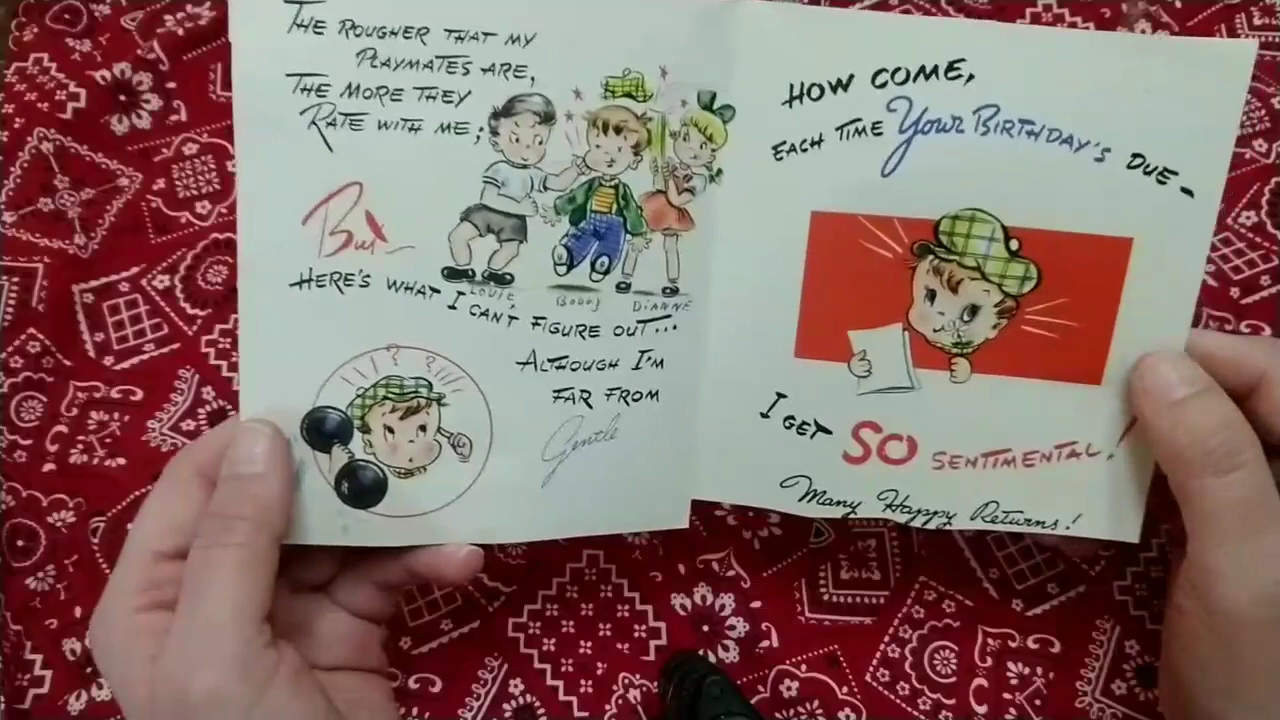 THE ROUGHER THAT MY
PLAYMATES ARE,
THE MORE THEY
RATE WITH ME;
But
LOUIE
BOBBY
DIANNE
HERE'S WHAT I CAN'T FIGURE OUT...
ALTHOUGH I'M
FAR FROM
Gentle
? ?
HOW COME,
EACH TIME Your BIRTHDAY'S DUE-
I GET SO SENTIMENTAL!
Many Happy Returns!